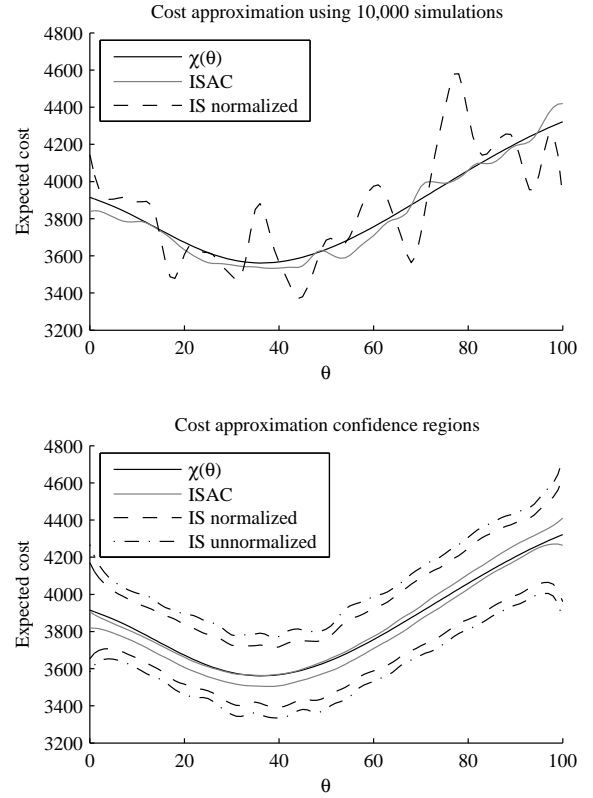 Cost approximation using 10,000 simulations
4800
4600
4400
4200
4000
3800
3600
3400
3200
Expected cost
χ(θ)
ISAC
IS normalized
0 20 40 60 80 100
θ
Cost approximation confidence regions
4800
4600
4400
4200
4000
3800
3600
3400
3200
Expected cost
χ(θ)
ISAC
IS normalized
IS unnormalized
0 20 40 60 80 100
θ